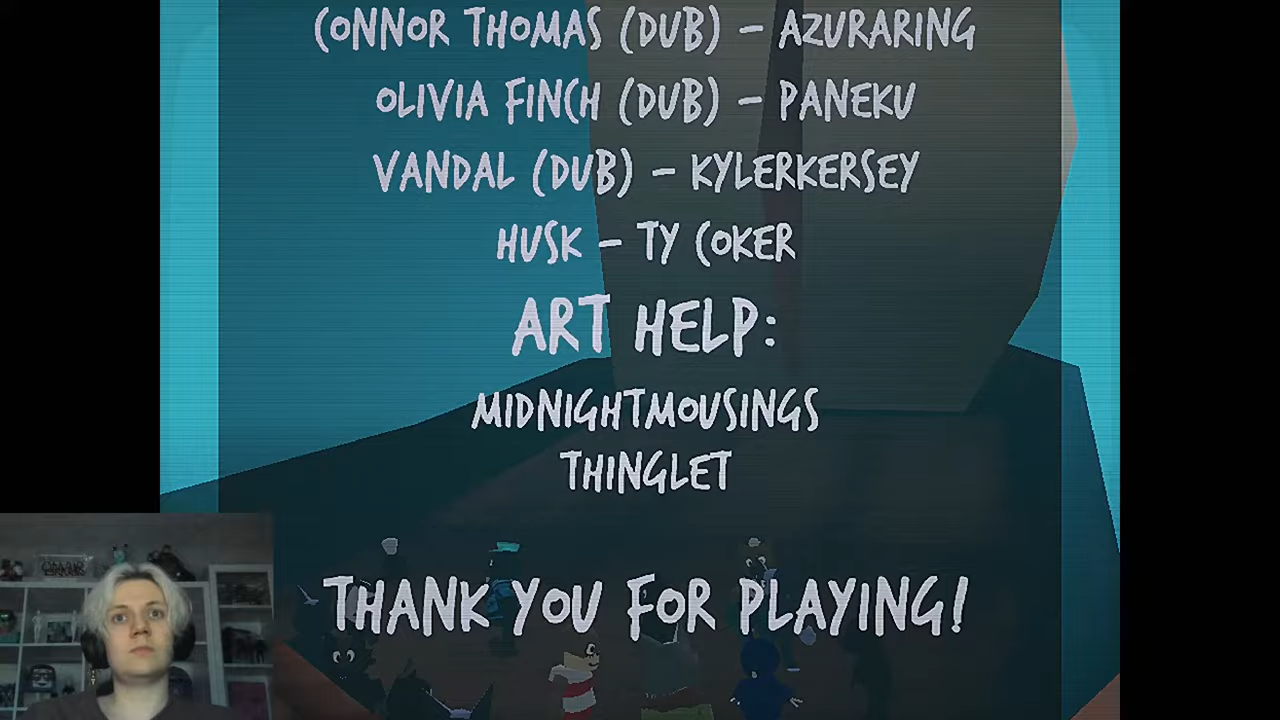 CONNOR THOMAS (DUB) - AZURARING
OLIVIA FINCH (DUB) - PANEKU
VANDAL (DUB) - KYLERKERSEY
HUSK - TY COKER
ART HELP:
MIDNIGHTMOUSINGS
THINGLET
THANK YOU FOR PLAYING!